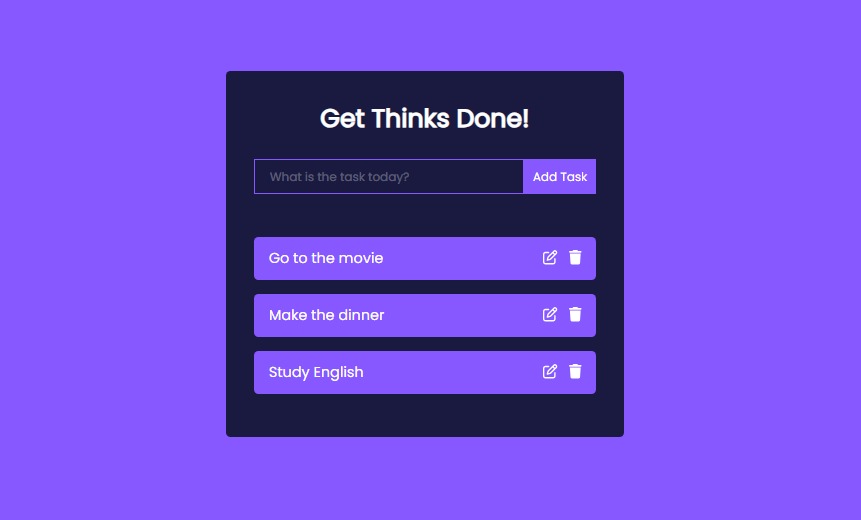 Get Thinks Done!
What is the task today?
Add Task
Go to the movie
Make the dinner
Study English